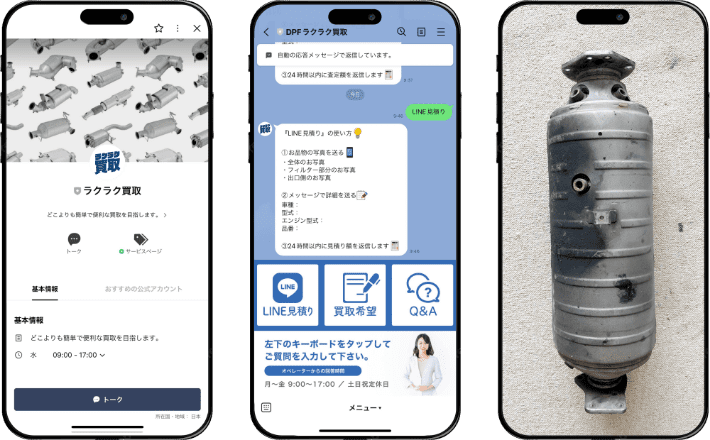 ラクラク
買取
ラクラク買取
どこよりも簡単で便利な買取を目指します。
トーク
サービスページ
基本情報
おすすめの公式アカウント
基本情報
どこよりも簡単で便利な買取を目指します。
水 09:00 - 17:00
トーク
所在国・地域：日本
DPFラクラク買取
自動の応答メッセージで返信しています。
③24時間以内に査定額を返信します
LINE見積り
『LINE見積り』の使い方
①お品物の写真を送る
・全体のお写真
・フィルター部分のお写真
・出口側のお写真
②メッセージで詳細を送る
車種：
型式：
エンジン型式：
品番：
③24時間以内に見積り額を返信します
LINE
LINE見積り
買取希望
Q&A
左下のキーボードをタップして
ご質問を入力して下さい。
オペレーターからの回答時間
月〜金 9:00〜17:00 ／ 土日祝定休日
メニュー